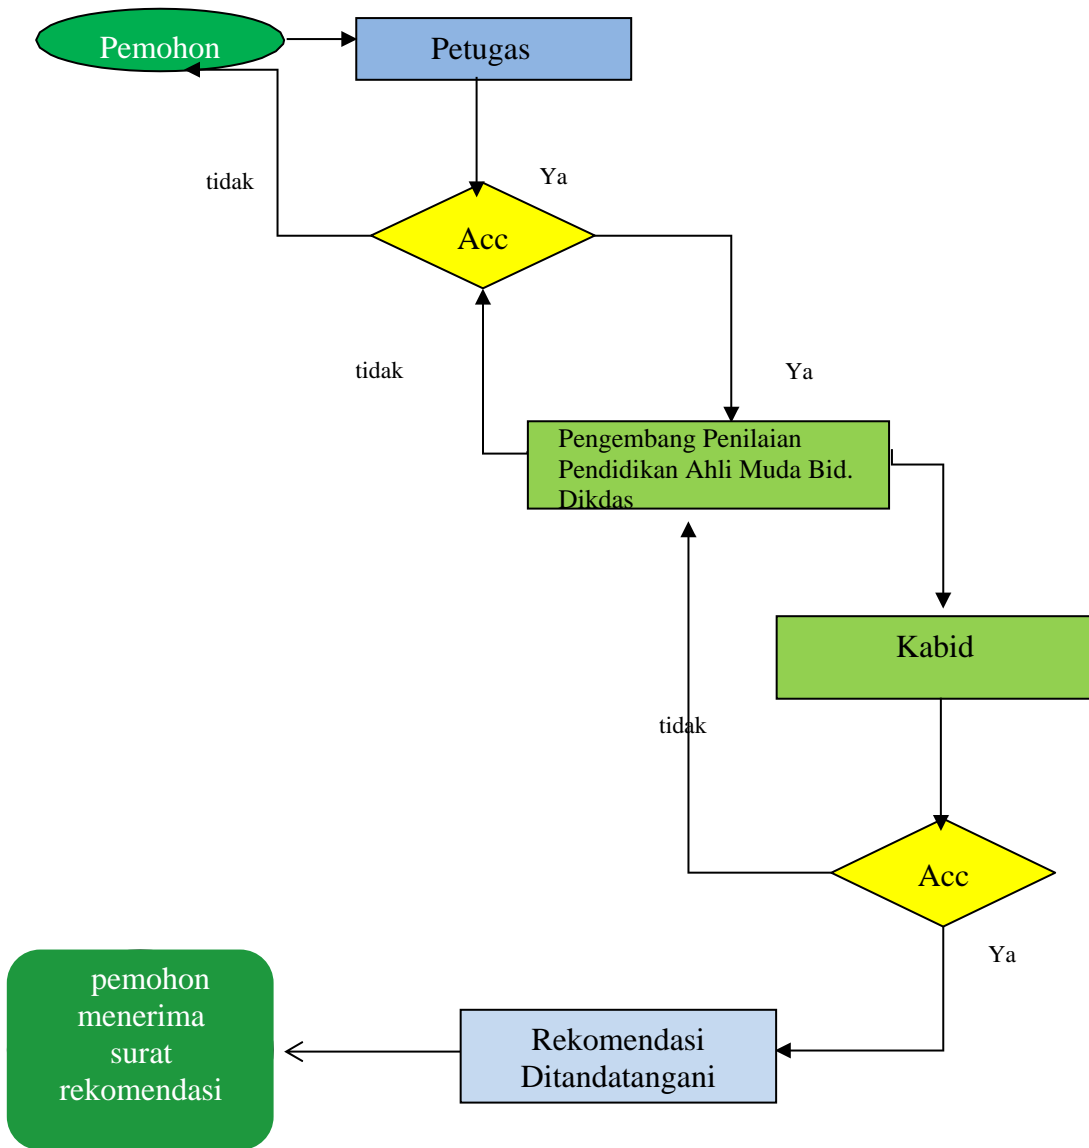 Pemohon
Petugas
tidak
Ya
Acc
tidak
Ya
Pengembang Penilaian
Pendidikan Ahli Muda Bid.
Dikdas
Kabid
tidak
Acc
Ya
pemohon
menerima
surat
rekomendasi
Rekomendasi
Ditandatangani